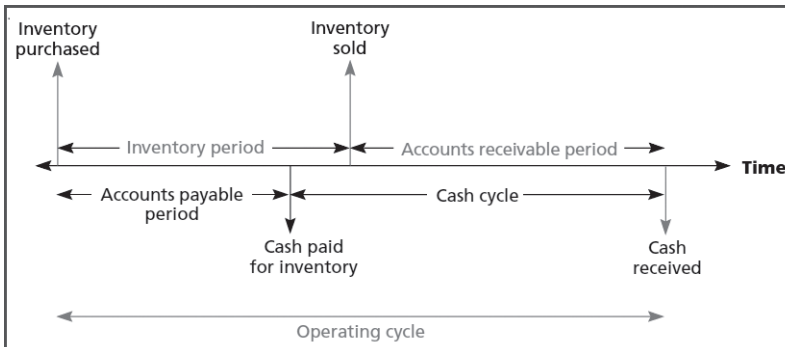 Inventory
purchased
Inventory
sold
Inventory period
Accounts receivable period
Time
Accounts payable
period
Cash cycle
Cash paid
for inventory
Cash
received
Operating cycle